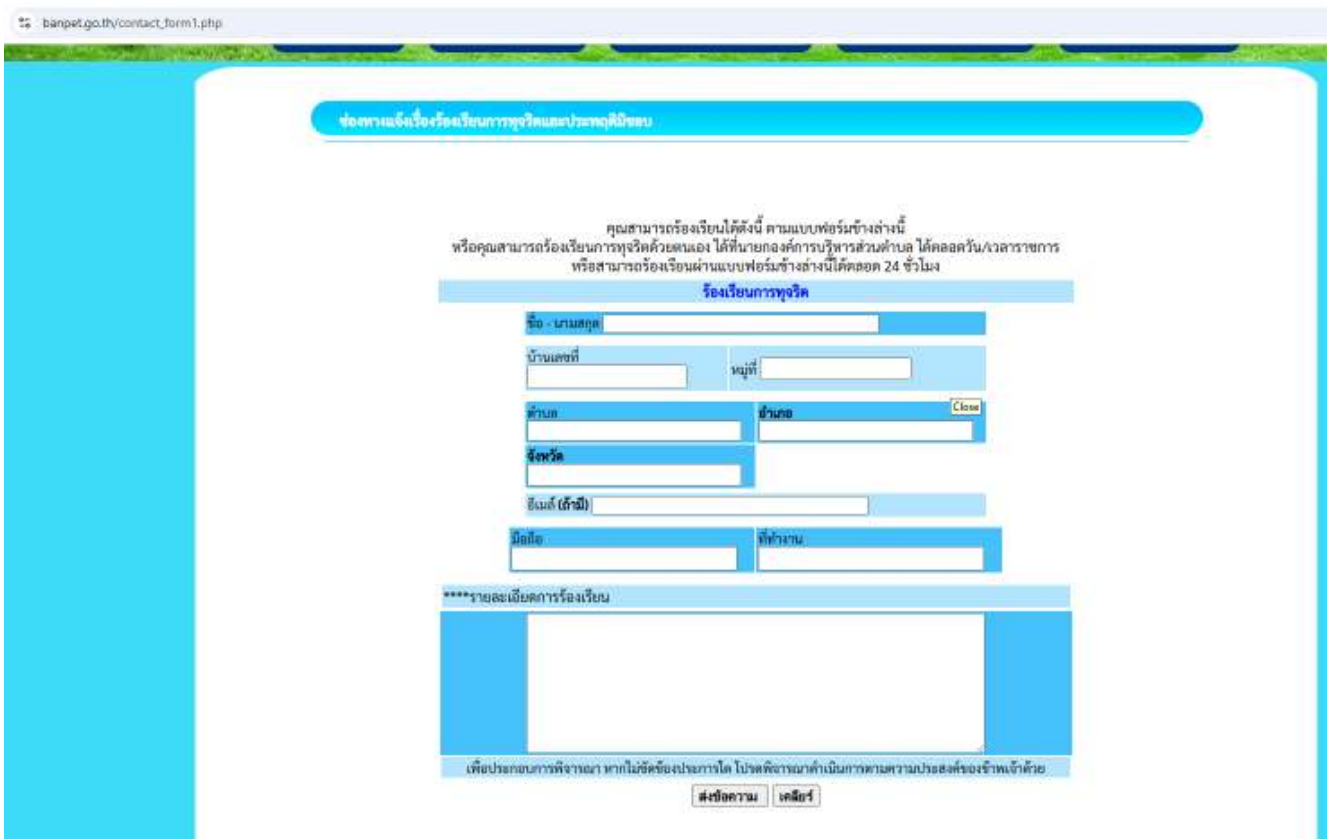 banpet.go.th/contact_form1.php
ช่องทางแจ้งเรื่องร้องเรียนการทุจริตและประพฤติมิชอบ
คุณสามารถร้องเรียนได้ดังนี้ ตามแบบฟอร์มข้างล่างนี้
หรือคุณสามารถร้องเรียนการทุจริตด้วยตนเอง ได้ที่นายกองค์การบริหารส่วนตำบล ได้ตลอดวัน/เวลาราชการ
หรือสามารถร้องเรียนผ่านแบบฟอร์มข้างล่างนี้ได้ตลอด 24 ชั่วโมง
ร้องเรียนการทุจริต
ชื่อ - นามสกุล
บ้านเลขที่
หมู่ที่
ตำบล อำเภอ Close
จังหวัด
อีเมล์ (ถ้ามี)
มือถือ ที่ทำงาน
****รายละเอียดการร้องเรียน
เพื่อประกอบการพิจารณา หากไม่ขัดข้องประการใด โปรดพิจารณาดำเนินการตามความประสงค์ของข้าพเจ้าด้วย
ส่งข้อความ เคลียร์